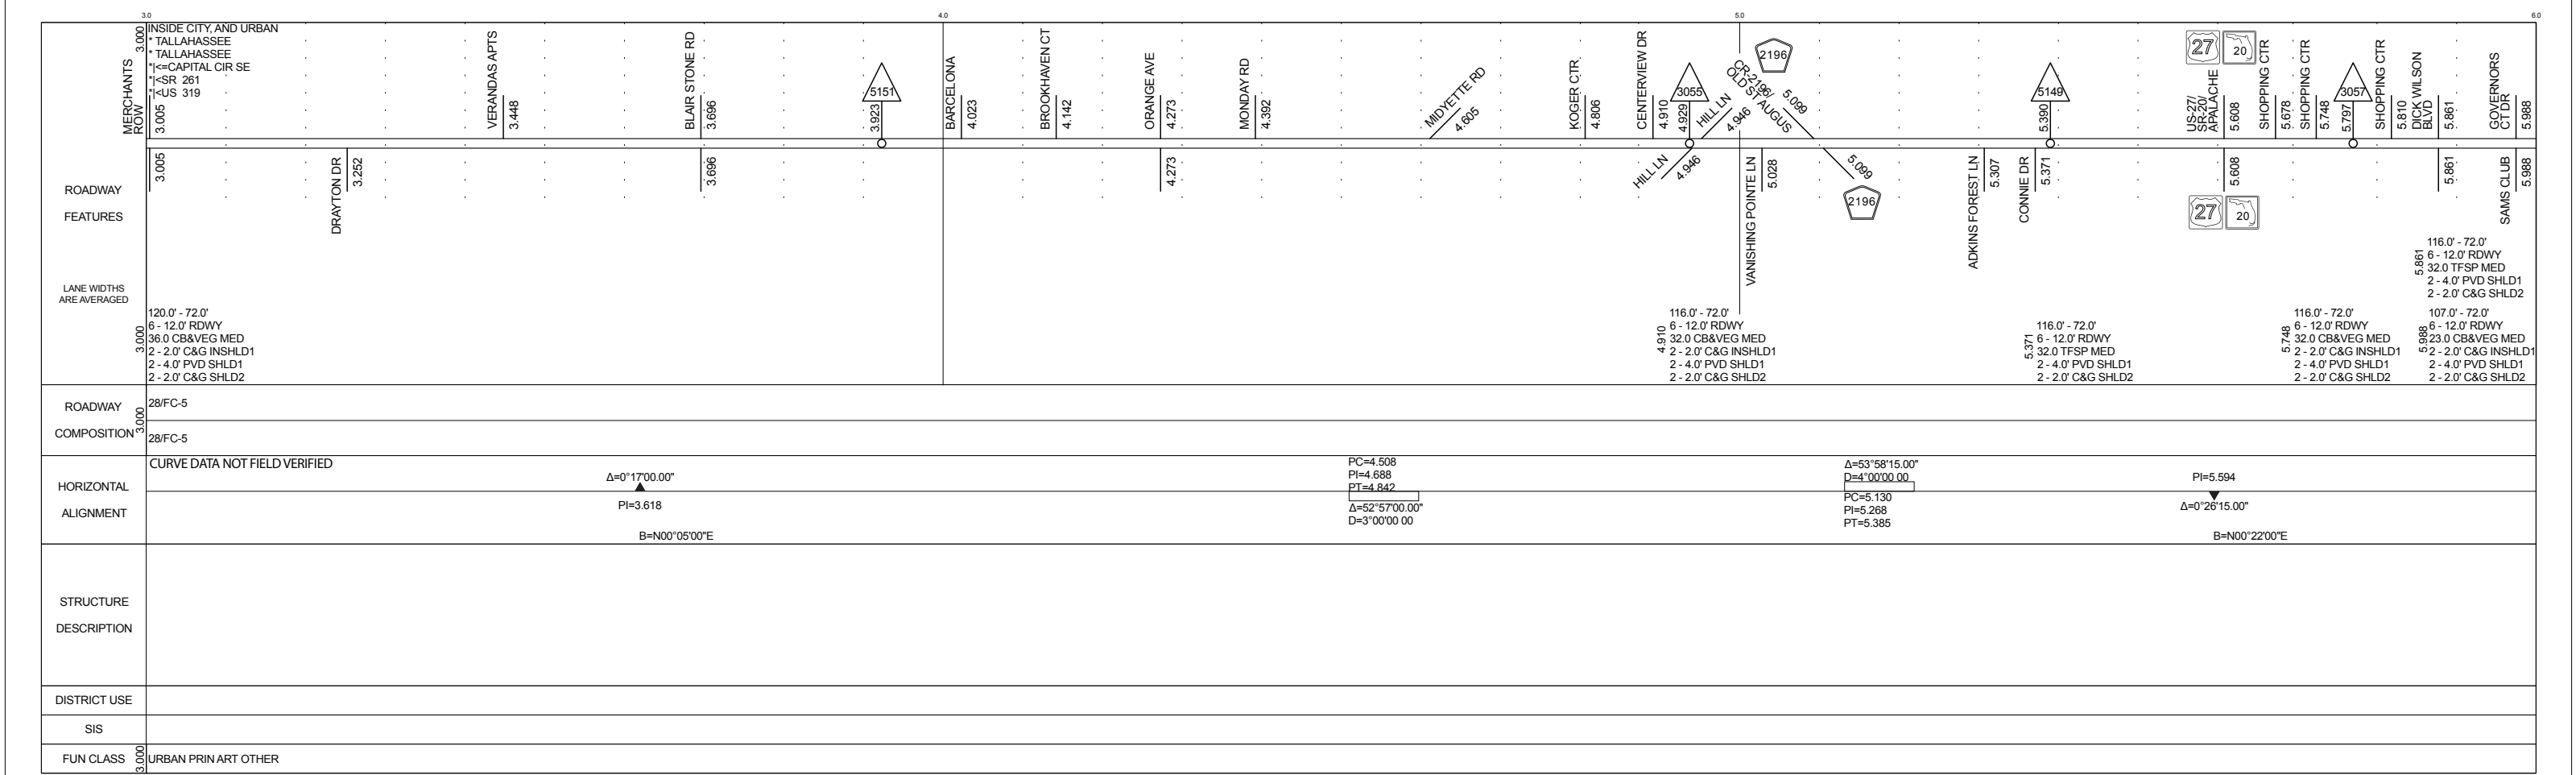 3.0
4.0
5.0
6.0
3.000
INSIDE CITY, AND URBAN
* TALLAHASSEE
* TALLAHASSEE
*|<=CAPITAL CIR SE
*|<SR 261
*|<US 319
MERCHANTS
ROW
3.005
VERANDAS APTS
3.448
BLAIR STONE RD
3.696
5151
3.923
BARCELONA
4.023
BROOKHAVEN CT
4.142
ORANGE AVE
4.273
MONDAY RD
4.392
MIDYETTE RD
4.605
KOGER CTR
4.806
CENTERVIEW DR
4.910
3055
4.929
HILL LN
4.946
2196
CR-2196/
OLD ST AUGUS
5.099
5149
5.390
27
20
US-27/
SR-20/
APALACHE
5.608
SHOPPING CTR
5.678
SHOPPING CTR
5.748
3057
5.797
SHOPPING CTR
5.810
DICK WILSON
BLVD
5.861
GOVERNORS
CT DR
5.988
ROADWAY
FEATURES
3.005
DRAYTON DR
3.252
3.696
4.273
HILL LN
4.946
VANISHING POINTE LN
5.028
5.099
2196
ADKINS FOREST LN
5.307
CONNIE DR
5.371
5.608
27
20
5.861
SAMS CLUB
5.988
LANE WIDTHS
ARE AVERAGED
3.000
120.0' - 72.0'
6 - 12.0' RDWY
36.0 CB&VEG MED
2 - 2.0' C&G INSHLD1
2 - 4.0' PVD SHLD1
2 - 2.0' C&G SHLD2
4.910
116.0' - 72.0'
6 - 12.0' RDWY
32.0 CB&VEG MED
2 - 2.0' C&G INSHLD1
2 - 4.0' PVD SHLD1
2 - 2.0' C&G SHLD2
5.371
116.0' - 72.0'
6 - 12.0' RDWY
32.0 TFSP MED
2 - 4.0' PVD SHLD1
2 - 2.0' C&G SHLD2
5.748
116.0' - 72.0'
6 - 12.0' RDWY
32.0 CB&VEG MED
2 - 2.0' C&G INSHLD1
2 - 4.0' PVD SHLD1
2 - 2.0' C&G SHLD2
5.861
116.0' - 72.0'
6 - 12.0' RDWY
32.0 TFSP MED
2 - 4.0' PVD SHLD1
2 - 2.0' C&G SHLD2
5.988
107.0' - 72.0'
6 - 12.0' RDWY
23.0 CB&VEG MED
2 - 2.0' C&G INSHLD1
2 - 4.0' PVD SHLD1
2 - 2.0' C&G SHLD2
ROADWAY
COMPOSITION
3.000
28/FC-5
28/FC-5
HORIZONTAL
ALIGNMENT
CURVE DATA NOT FIELD VERIFIED
Δ=0°17'00.00"
PI=3.618
B=N00°05'00"E
PC=4.508
PI=4.688
PT=4.842
Δ=52°57'00.00"
D=3°00'00 00
Δ=53°58'15.00"
D=4°00'00 00
PC=5.130
PI=5.268
PT=5.385
PI=5.594
Δ=0°26'15.00"
B=N00°22'00"E
STRUCTURE
DESCRIPTION
DISTRICT USE
SIS
FUN CLASS
3.000
URBAN PRIN ART OTHER